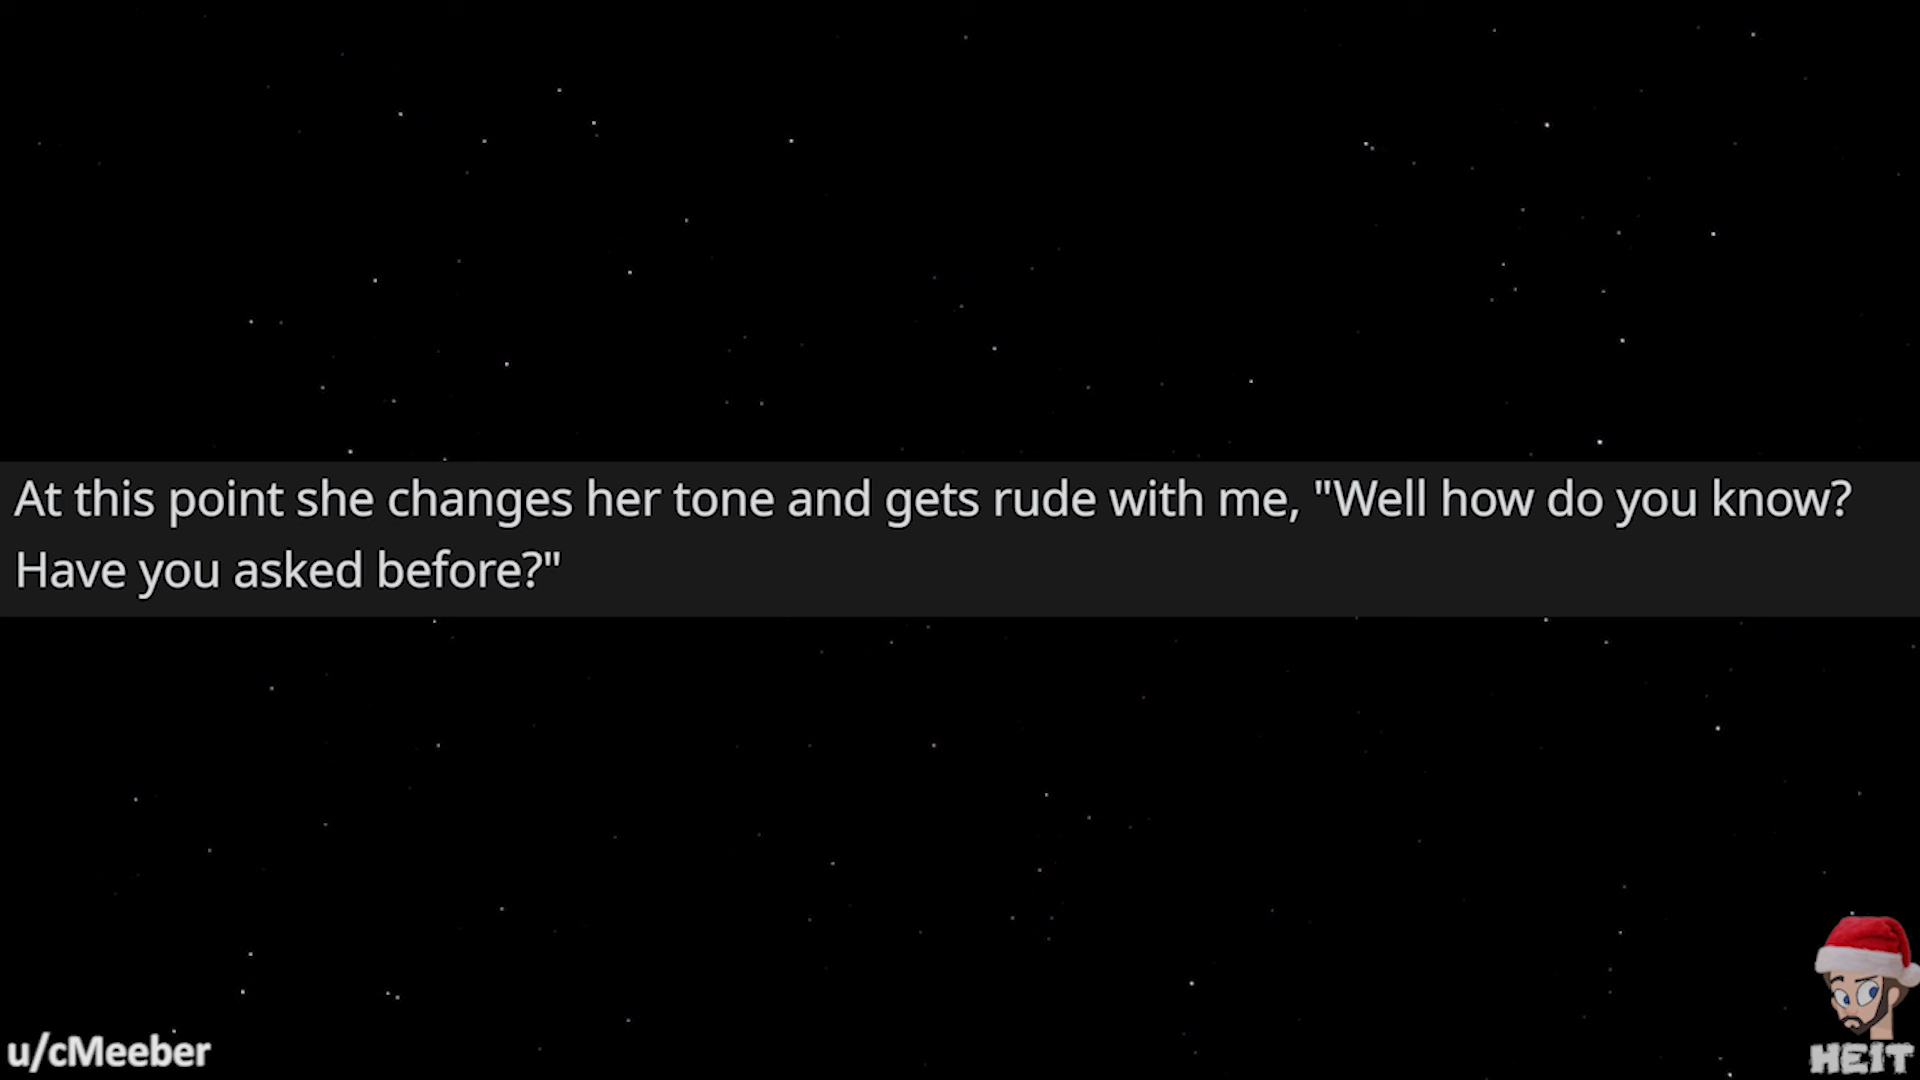 At this point she changes her tone and gets rude with me, "Well how do you know?
Have you asked before?"
u/cMeeber
HEIT